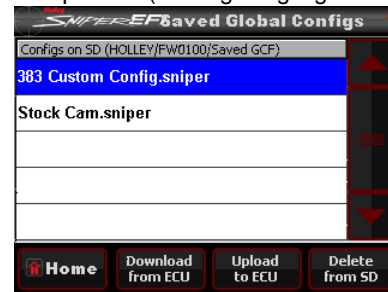 Holley
SNIPER EFI Saved Global Configs
Configs on SD (HOLLEY/FW0100/Saved GCF)
383 Custom Config.sniper
Stock Cam.sniper
Home
Download from ECU
Upload to ECU
Delete from SD